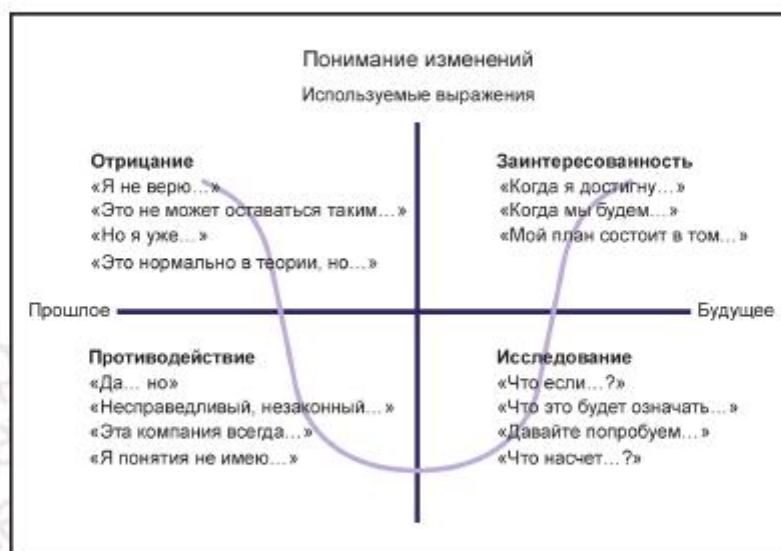 Понимание изменений
Используемые выражения
Отрицание
«Я не верю...»
«Это не может оставаться таким...»
«Но я уже...»
«Это нормально в теории, но...»
Заинтересованность
«Когда я достигну...»
«Когда мы будем...»
«Мой план состоит в том...»
Прошлое
Будущее
Противодействие
«Да... но»
«Несправедливый, незаконный...»
«Эта компания всегда...»
«Я понятия не имею...»
Исследование
«Что если...?»
«Что это будет означать...»
«Давайте попробуем...»
«Что насчет...?»